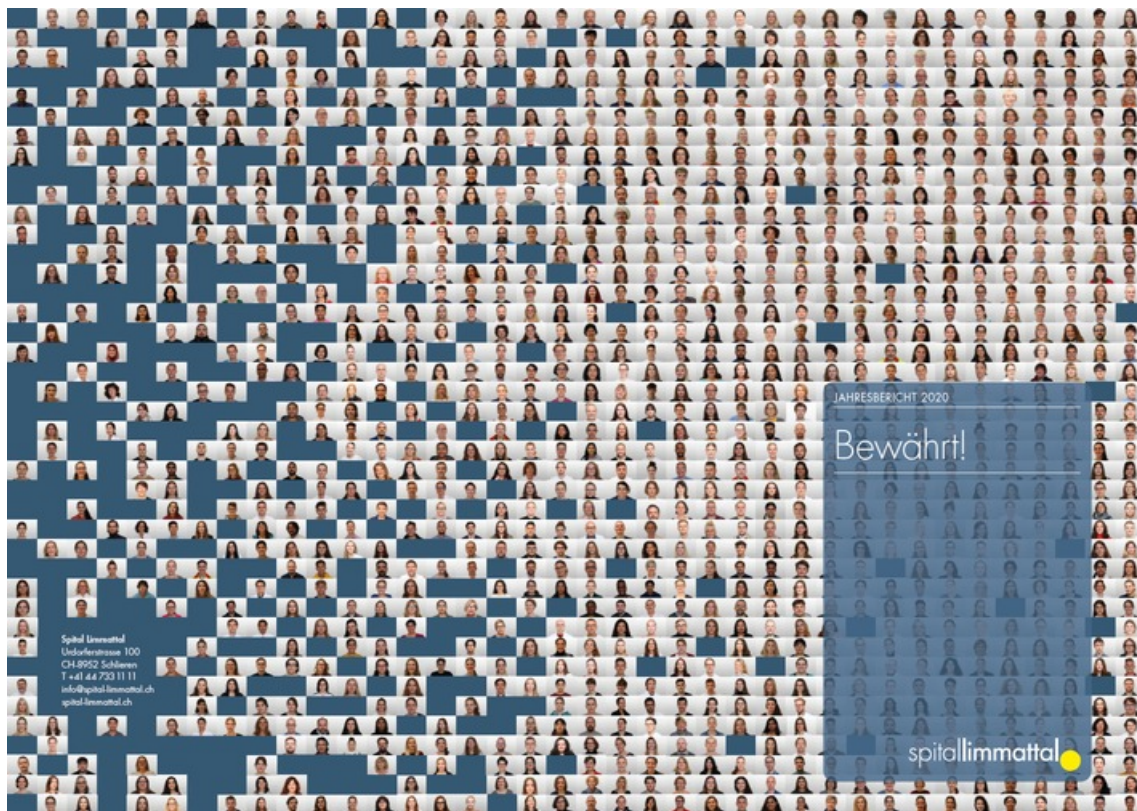 JAHRESBERICHT 2020
Bewährt!
Spital Limmattal
Urdorferstrasse 100
CH-8952 Schlieren
T +41 44 733 11 11
info@spital-limmattal.ch
spital-limmattal.ch
spitallimmattal